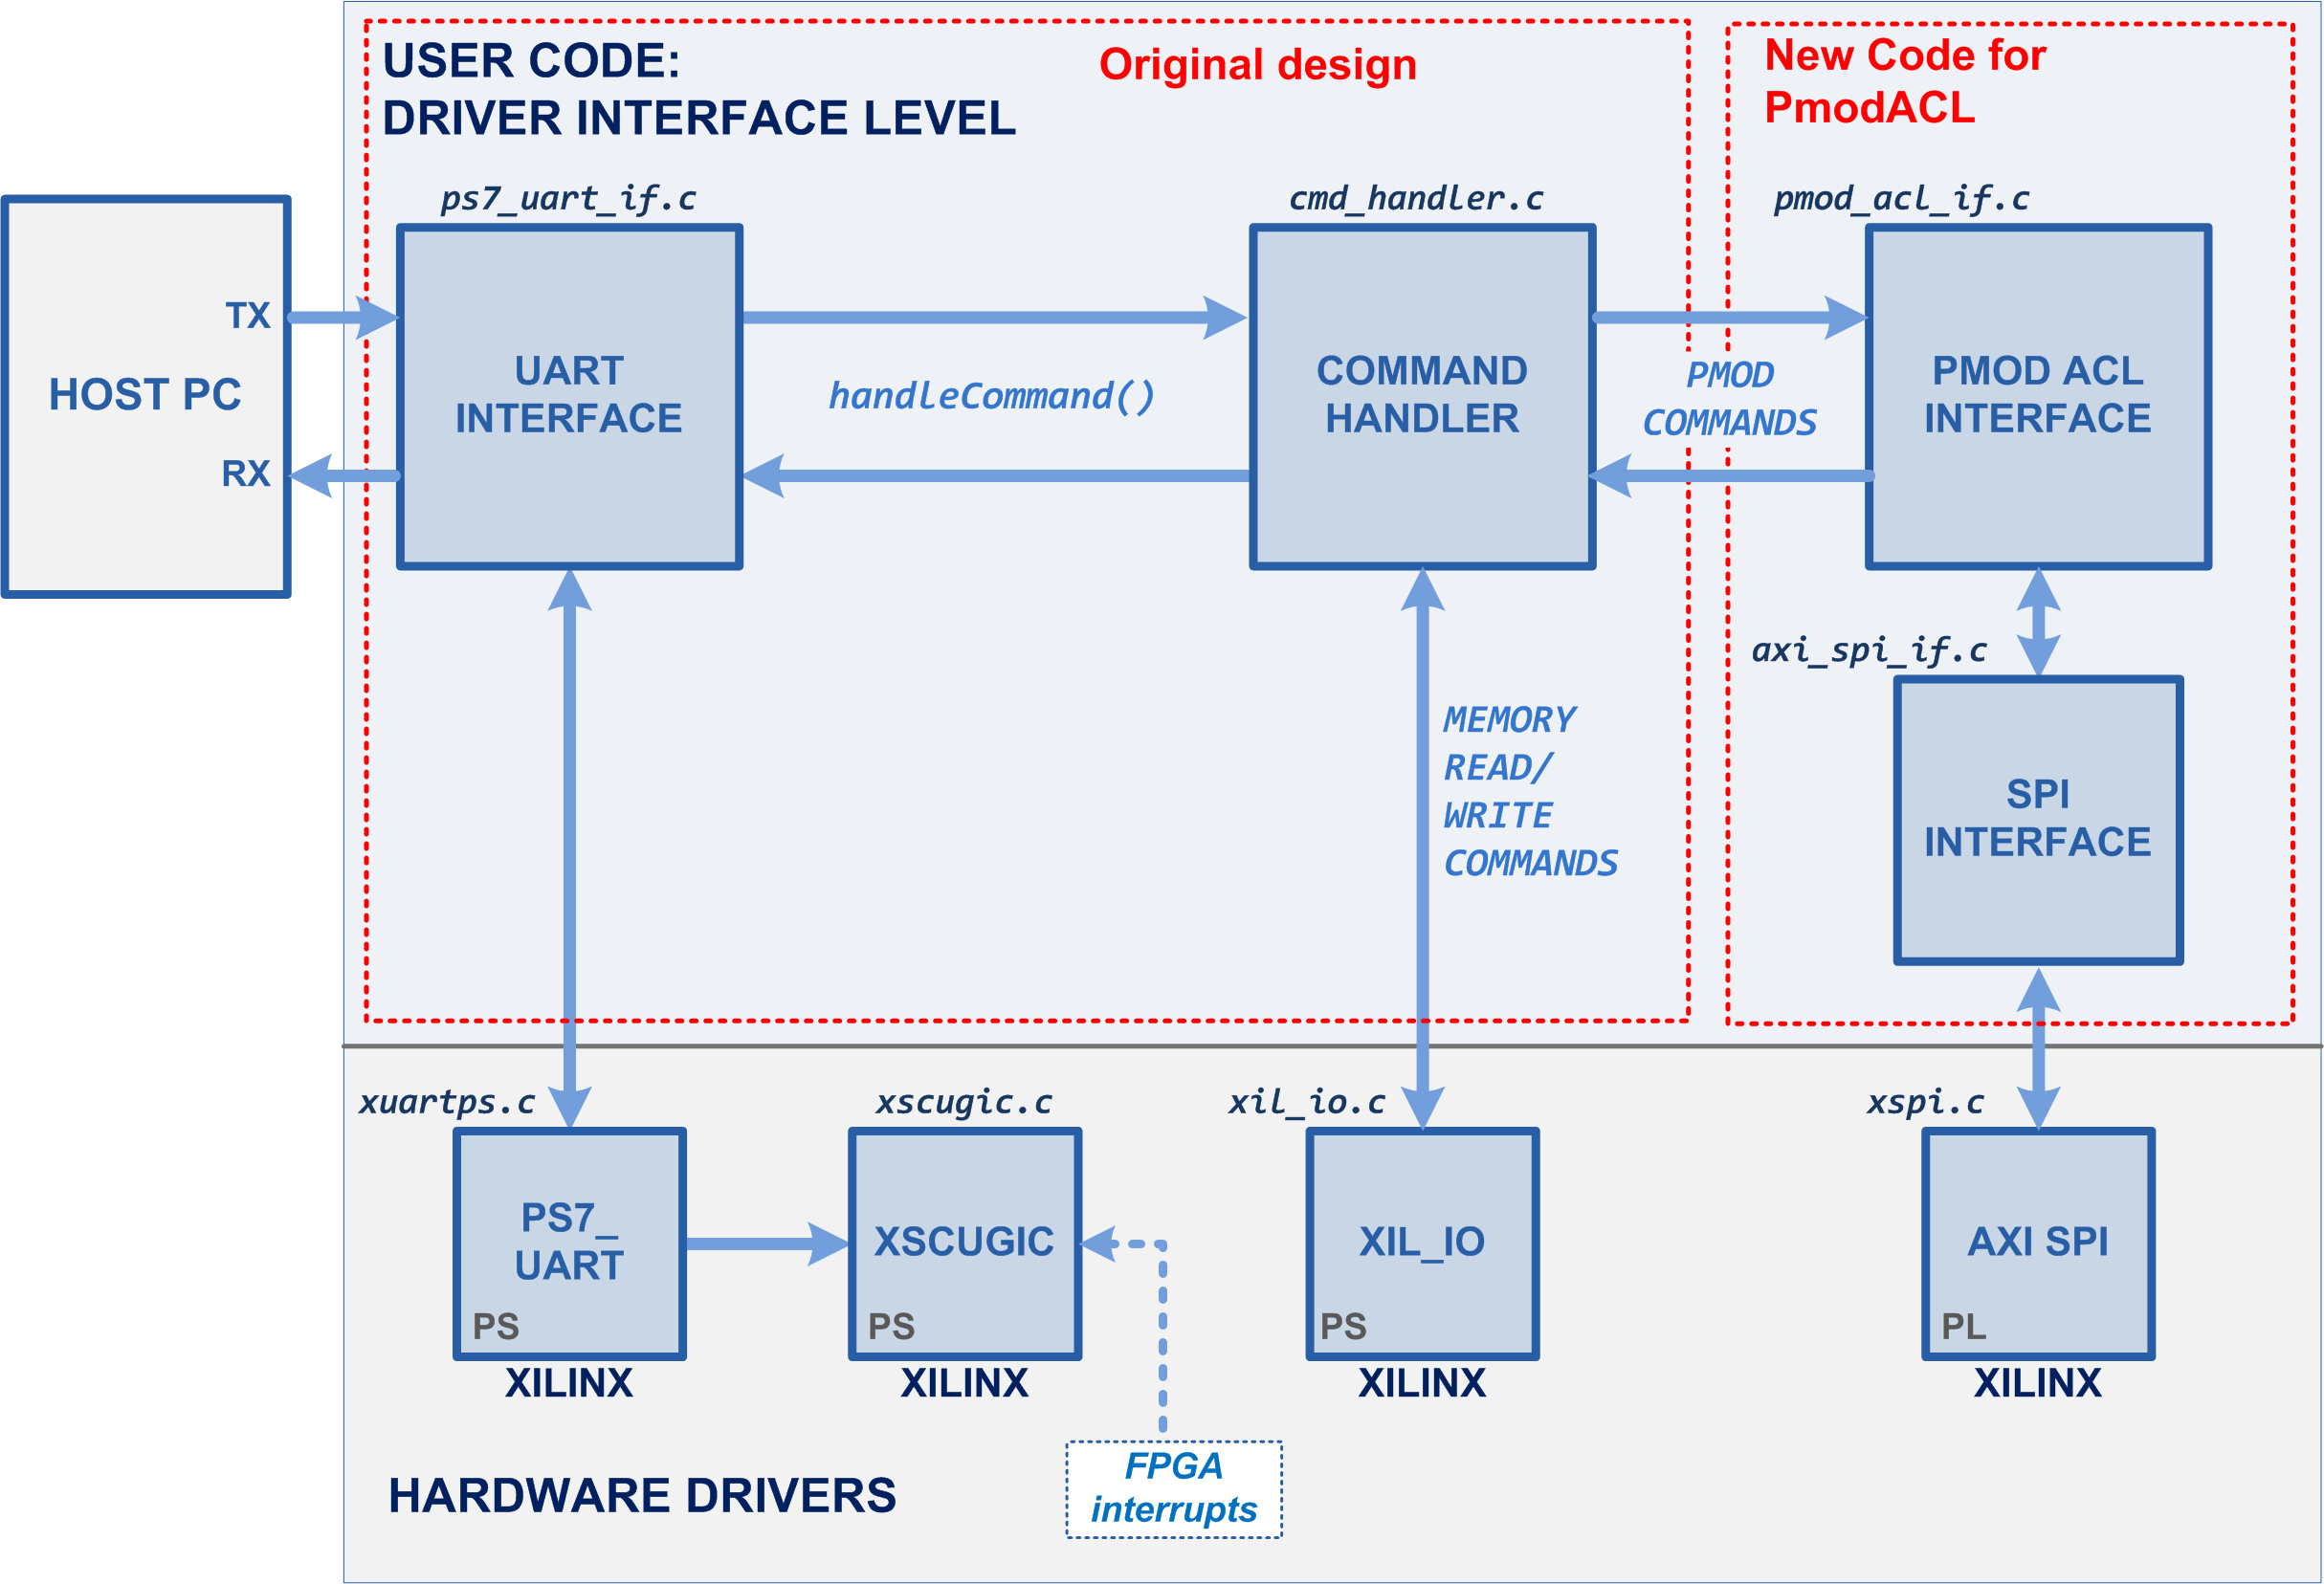 USER CODE:
DRIVER INTERFACE LEVEL
Original design
New Code for
PmodACL
ps7_uart_if.c
cmd_handler.c
pmod_acl_if.c
TX
HOST PC
RX
UART
INTERFACE
handleCommand()
COMMAND
HANDLER
PMOD
COMMANDS
PMOD ACL
INTERFACE
axi_spi_if.c
MEMORY
READ/
WRITE
COMMANDS
SPI
INTERFACE
xuartps.c
xscugic.c
xil_io.c
xspi.c
PS7_
UART
PS
XILINX
XSCUGIC
PS
XILINX
XIL_IO
PS
XILINX
AXI SPI
PL
XILINX
HARDWARE DRIVERS
FPGA
interrupts